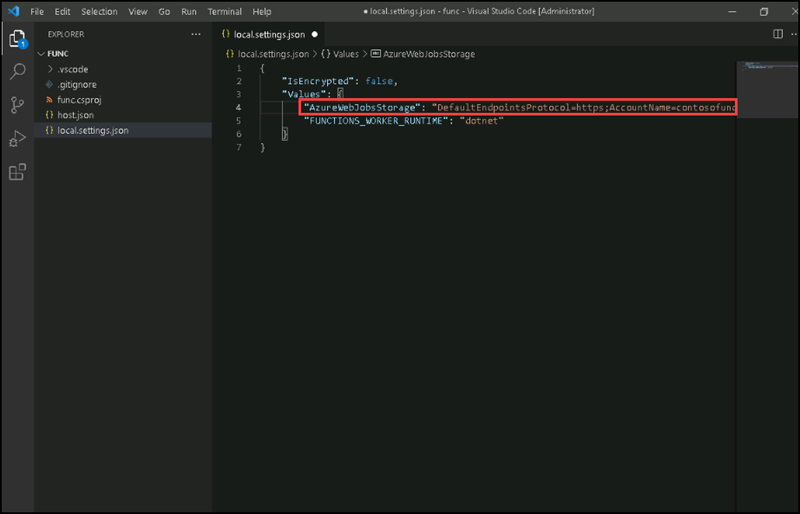 File Edit Selection View Go Run Terminal Help
● local.settings.json - func - Visual Studio Code [Administrator]
EXPLORER ···
{} local.settings.json ●
FUNC
{} local.settings.json > {} Values > AzureWebJobsStorage
> .vscode
.gitignore
func.csproj
{} host.json
{} local.settings.json
1
1 {
2 "IsEncrypted": false,
3 "Values": {
4 "AzureWebJobsStorage": "DefaultEndpointsProtocol=https;AccountName=contosofunc
5 "FUNCTIONS_WORKER_RUNTIME": "dotnet"
6 }
7 }